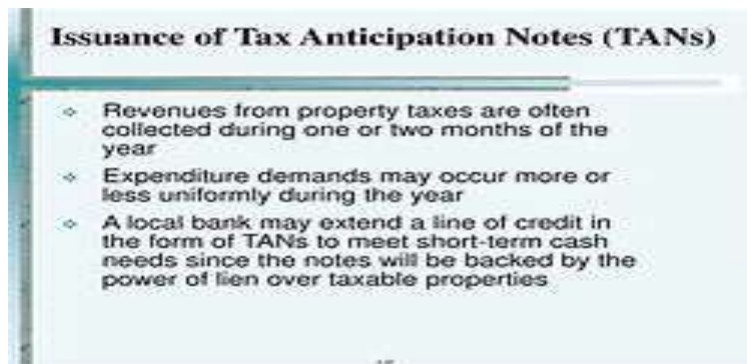 Issuance of Tax Anticipation Notes (TANs)
Revenues from property taxes are often
collected during one or two months of the
year
Expenditure demands may occur more or
less uniformly during the year
A local bank may extend a line of credit in
the form of TANs to meet short-term cash
needs since the notes will be backed by the
power of lien over taxable properties